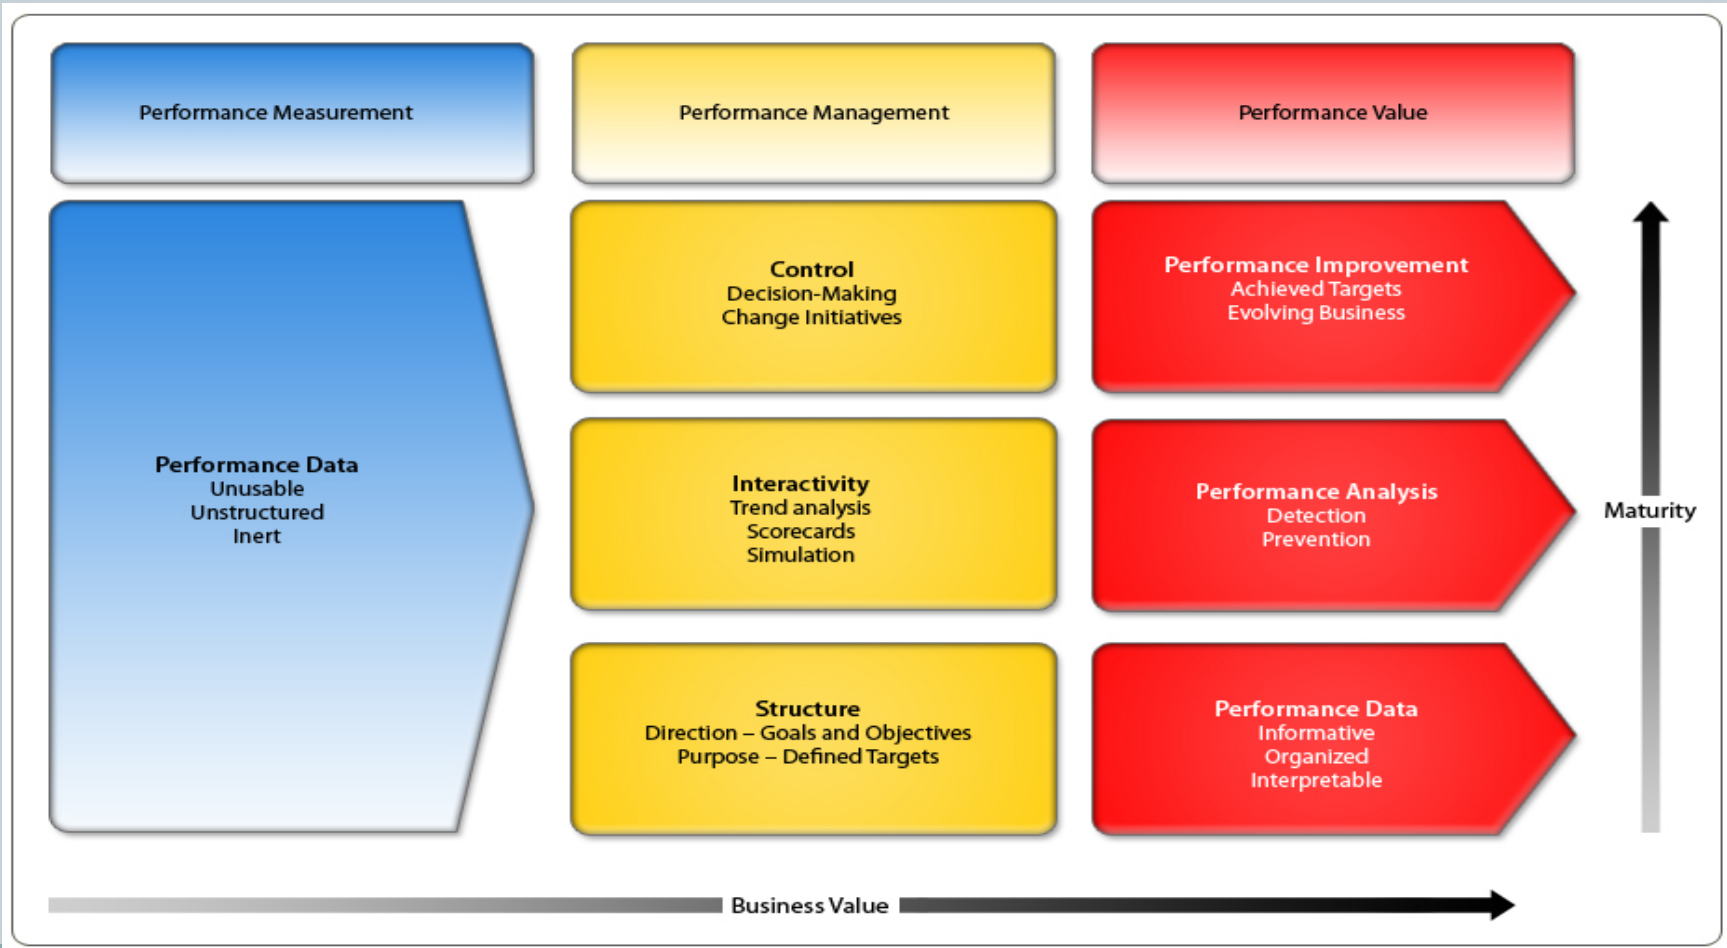 Performance Measurement
Performance Management
Performance Value
Performance Data
Unusable
Unstructured
Inert
Control
Decision-Making
Change Initiatives
Performance Improvement
Achieved Targets
Evolving Business
Interactivity
Trend analysis
Scorecards
Simulation
Performance Analysis
Detection
Prevention
Structure
Direction – Goals and Objectives
Purpose – Defined Targets
Performance Data
Informative
Organized
Interpretable
Maturity
Business Value